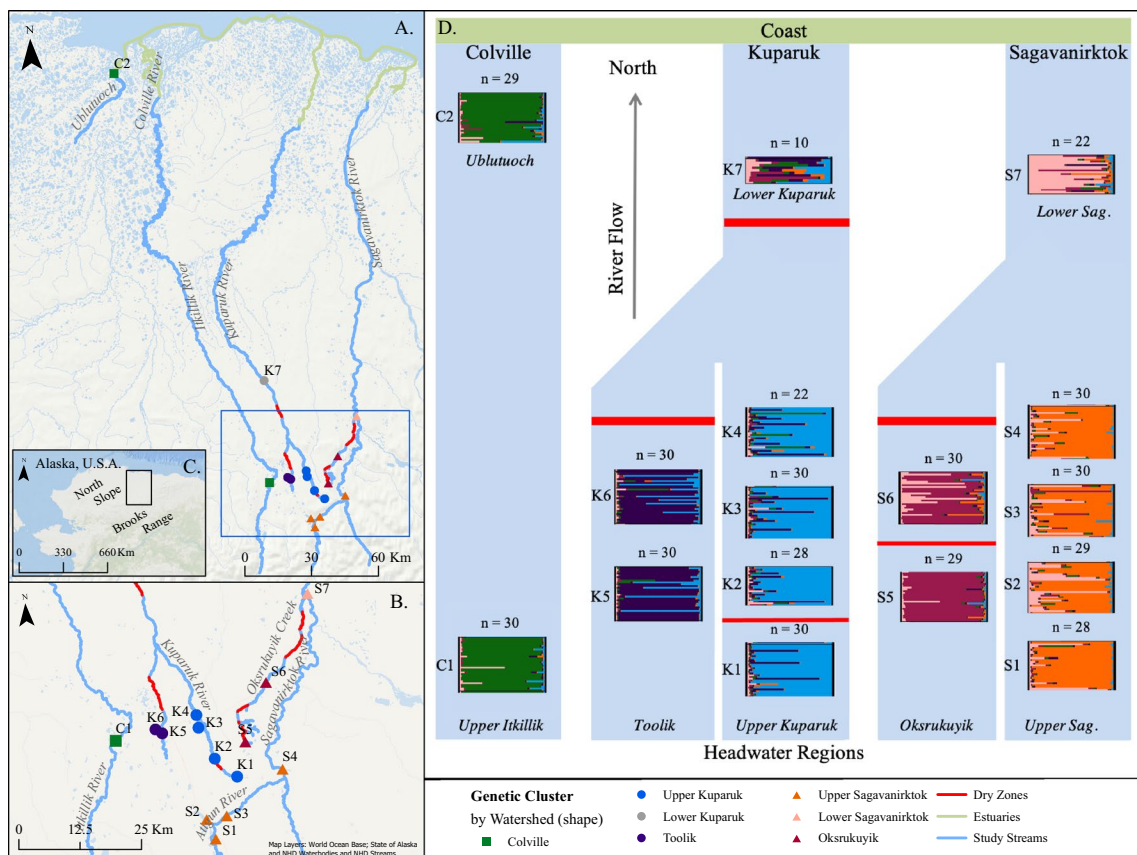 N
A.
C2
Ublutuoch
Colville River
Itkillik River
Kuparuk River
Sagavanirktok River
K7
C.
N
Alaska, U.S.A.
North
Slope
Brooks
Range
0 330 660 Km
0 30 60 Km
B.
N
S7
Oksrukuyik Creek
Sagavanirktok River
Kuparuk River
S6
K4
K3
K6
K5
C1
S5
K2
K1
S4
Itkillik River
S2
S3
S1
0 12.5 25 Km
Map Layers: World Ocean Base; State of Alaska
and NHD Waterbodies and NHD Streams
D.
Coast
Colville
Kuparuk
Sagavanirktok
North
River Flow
n = 29
C2
Ublutuoch
n = 10
K7
Lower Kuparuk
n = 22
S7
Lower Sag.
n = 22
K4
n = 30
S4
n = 30
K6
n = 30
K3
n = 30
S6
n = 30
S3
n = 30
K5
n = 28
K2
n = 29
S5
n = 29
S2
n = 30
C1
n = 30
K1
n = 28
S1
Upper Itkillik
Toolik
Upper Kuparuk
Oksrukuyik
Upper Sag.
Headwater Regions
Genetic Cluster
by Watershed (shape)
Colville
Upper Kuparuk
Lower Kuparuk
Toolik
Upper Sagavanirktok
Lower Sagavanirktok
Oksrukuyik
Dry Zones
Estuaries
Study Streams